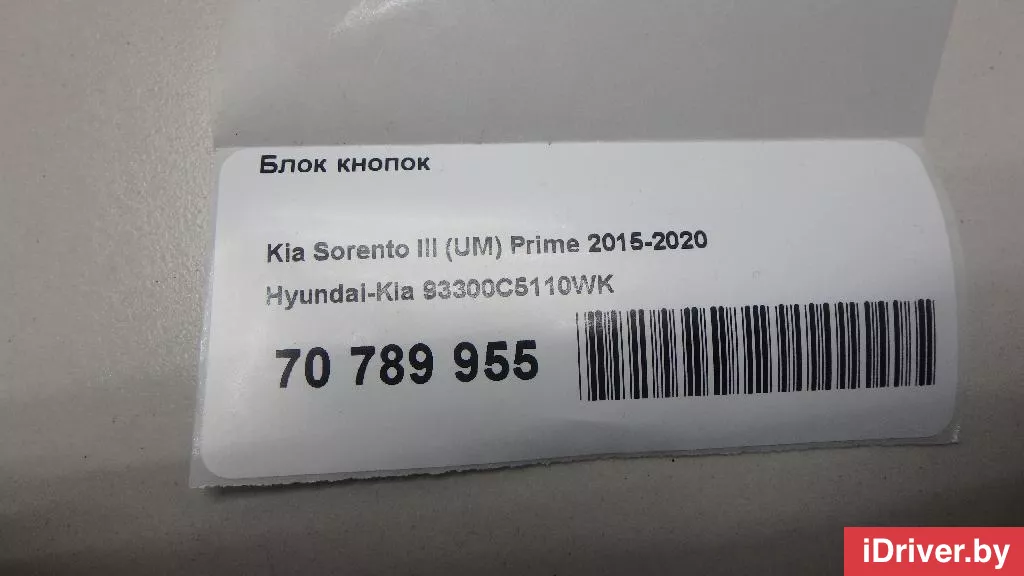 Блок кнопок
Kia Sorento III (UM) Prime 2015-2020
Hyundai-Kia 93300C5110WK
70 789 955
iDriver.by